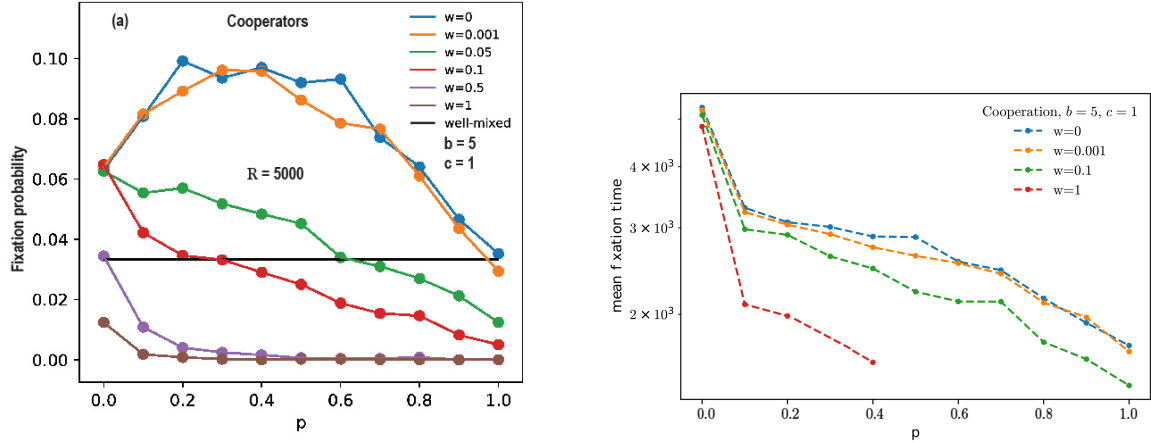 (a)
Cooperators
w=0
w=0.001
w=0.05
w=0.1
w=0.5
w=1
well-mixed
b = 5
c = 1
R = 5000
Fixation probability
0.10
0.08
0.06
0.04
0.02
0.00
0.0 0.2 0.4 0.6 0.8 1.0
p
Cooperation, b = 5, c = 1
w=0
w=0.001
w=0.1
w=1
mean f xation time
4 × 10³
3 × 10³
2 × 10³
0.0 0.2 0.4 0.6 0.8 1.0
p